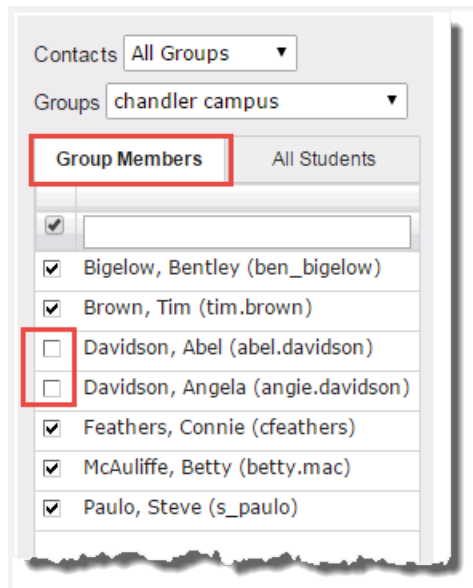 Contacts All Groups
Groups chandler campus
Group Members All Students
Bigelow, Bentley (ben_bigelow)
Brown, Tim (tim.brown)
Davidson, Abel (abel.davidson)
Davidson, Angela (angie.davidson)
Feathers, Connie (cfeathers)
McAuliffe, Betty (betty.mac)
Paulo, Steve (s_paulo)